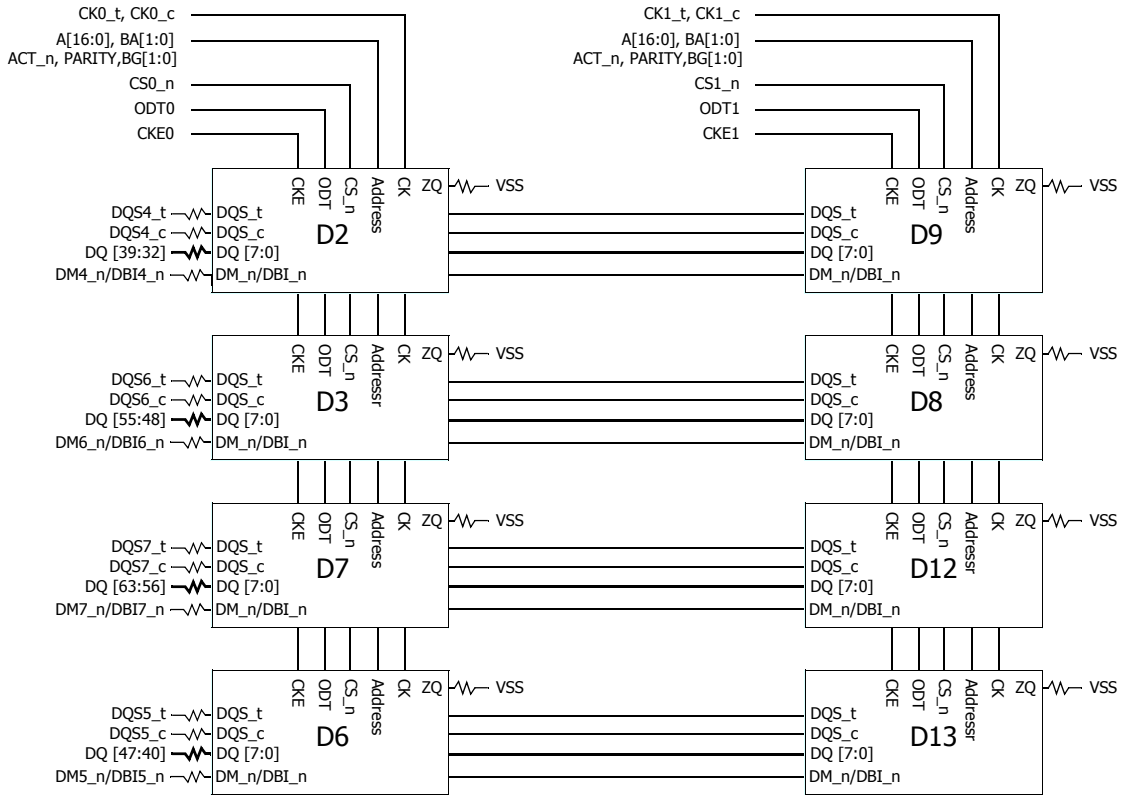 CK0_t, CK0_c
A[16:0], BA[1:0]
ACT_n, PARITY,BG[1:0]
CS0_n
ODT0
CKE0
CK1_t, CK1_c
A[16:0], BA[1:0]
ACT_n, PARITY,BG[1:0]
CS1_n
ODT1
CKE1
CKE
ODT
CS_n
Address
CK
ZQ
VSS
DQS4_t
DQS4_c
DQ [39:32]
DM4_n/DBI4_n
DQS_t
DQS_c
DQ [7:0]
DM_n/DBI_n
D2
CKE
ODT
CS_n
Address
CK
ZQ
VSS
DQS_t
DQS_c
DQ [7:0]
DM_n/DBI_n
D9
CKE
ODT
CS_n
Addressr
CK
ZQ
VSS
DQS6_t
DQS6_c
DQ [55:48]
DM6_n/DBI6_n
DQS_t
DQS_c
DQ [7:0]
DM_n/DBI_n
D3
CKE
ODT
CS_n
Address
CK
ZQ
VSS
DQS_t
DQS_c
DQ [7:0]
DM_n/DBI_n
D8
CKE
ODT
CS_n
Address
CK
ZQ
VSS
DQS7_t
DQS7_c
DQ [63:56]
DM7_n/DBI7_n
DQS_t
DQS_c
DQ [7:0]
DM_n/DBI_n
D7
CKE
ODT
CS_n
Addressr
CK
ZQ
VSS
DQS_t
DQS_c
DQ [7:0]
DM_n/DBI_n
D12
CKE
ODT
CS_n
Address
CK
ZQ
VSS
DQS5_t
DQS5_c
DQ [47:40]
DM5_n/DBI5_n
DQS_t
DQS_c
DQ [7:0]
DM_n/DBI_n
D6
CKE
ODT
CS_n
Addressr
CK
ZQ
VSS
DQS_t
DQS_c
DQ [7:0]
DM_n/DBI_n
D13